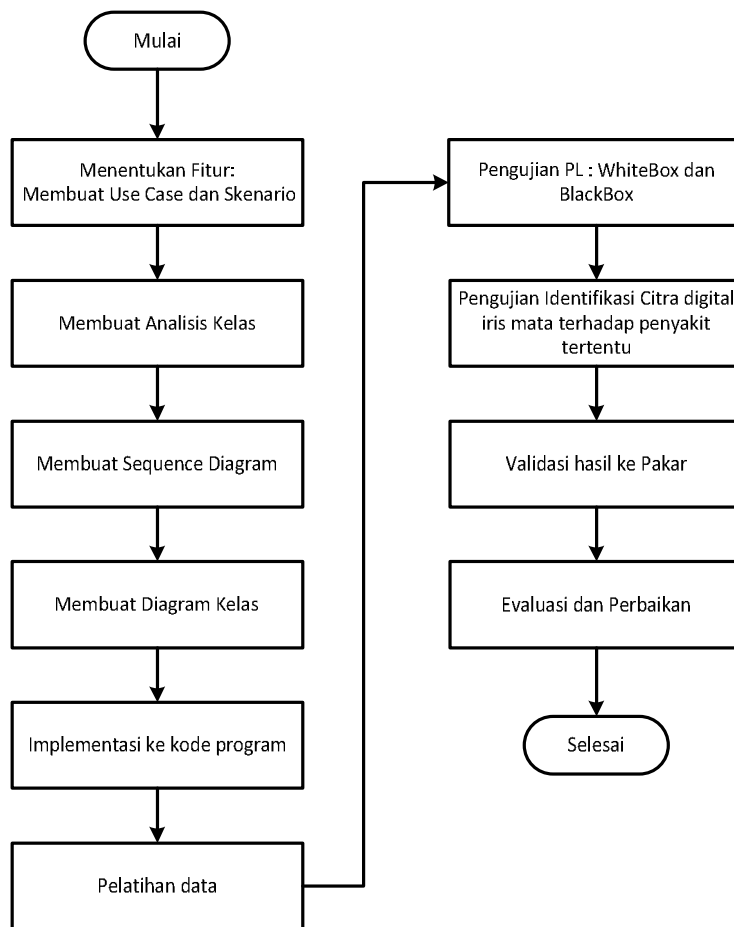 Mulai
Menentukan Fitur:
Membuat Use Case dan Skenario
Membuat Analisis Kelas
Membuat Sequence Diagram
Membuat Diagram Kelas
Implementasi ke kode program
Pelatihan data
Pengujian PL : WhiteBox dan
BlackBox
Pengujian Identifikasi Citra digital
iris mata terhadap penyakit
tertentu
Validasi hasil ke Pakar
Evaluasi dan Perbaikan
Selesai